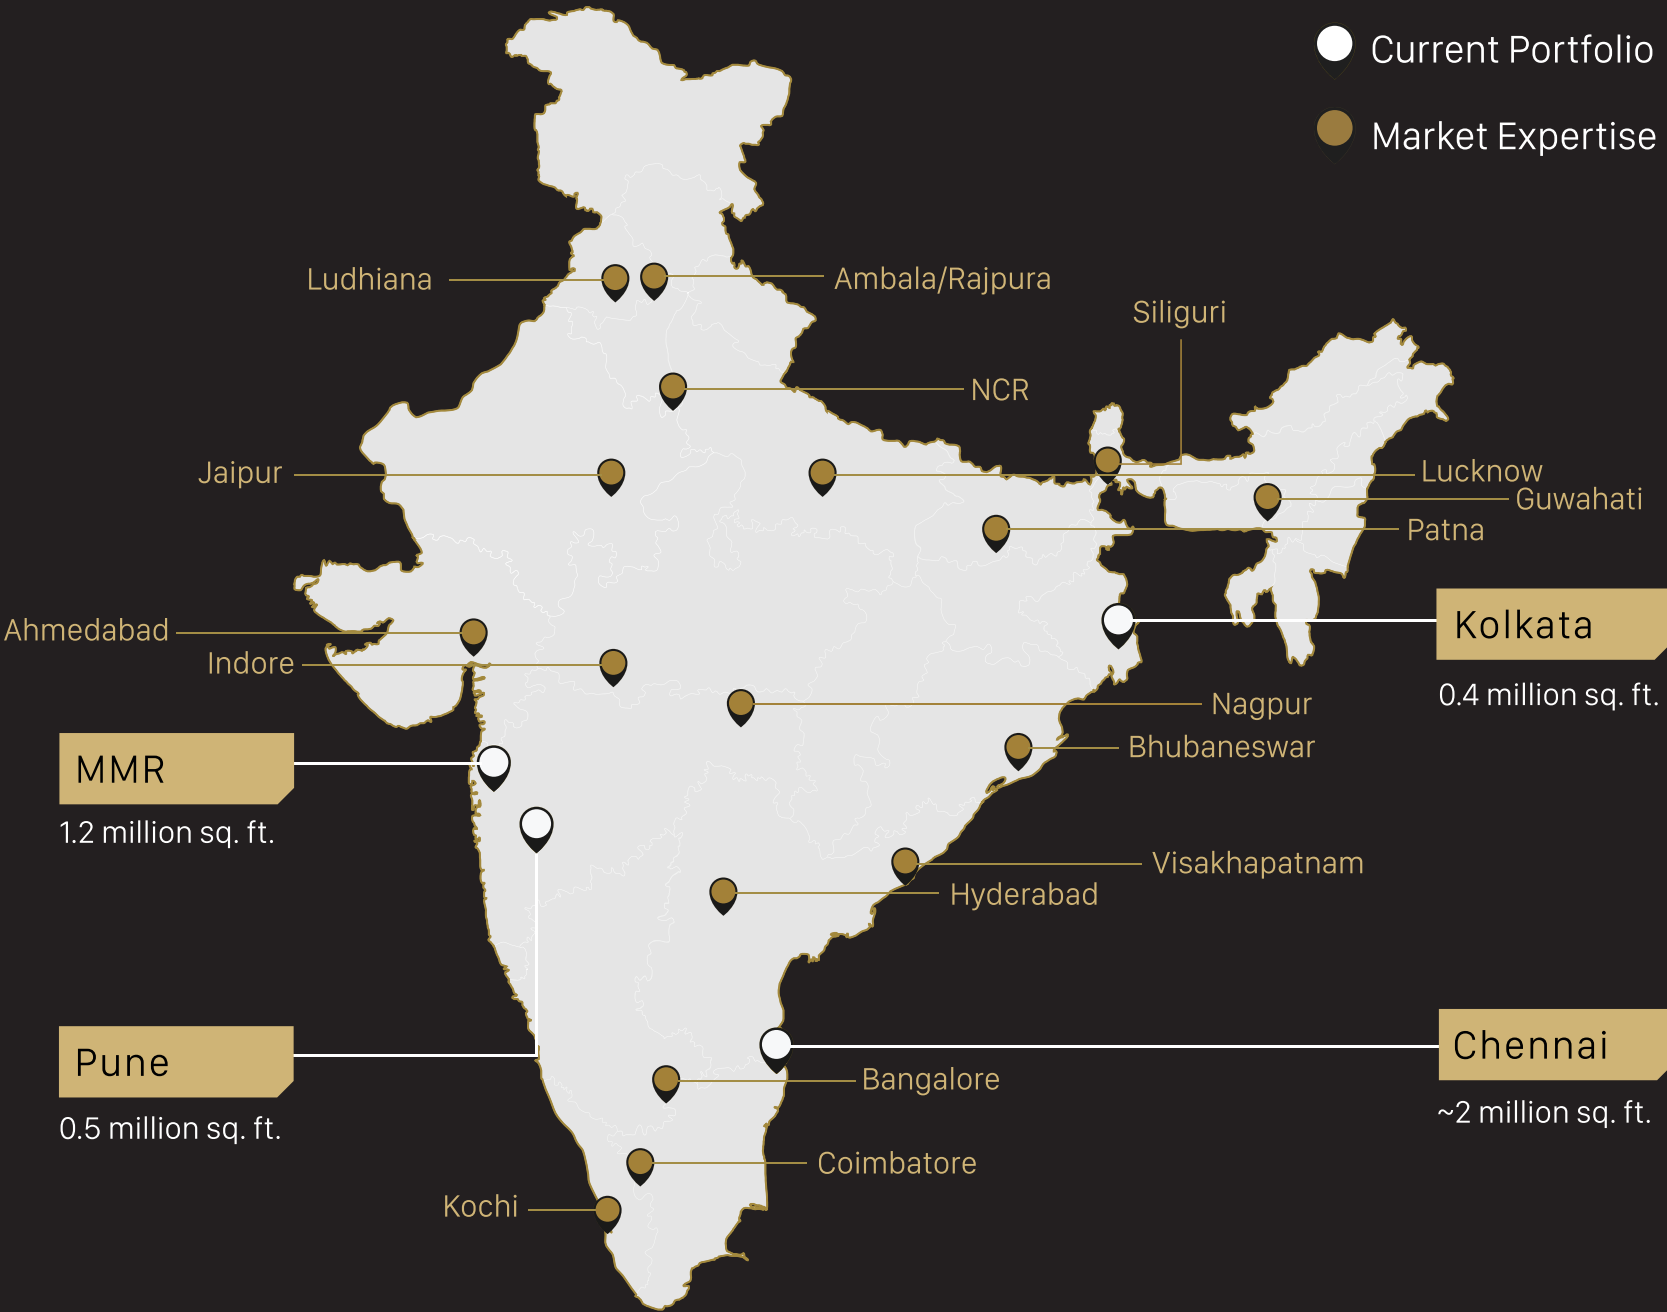 Current Portfolio
Market Expertise
Ludhiana
Ambala/Rajpura
Siliguri
NCR
Jaipur
Lucknow
Guwahati
Patna
Ahmedabad
Kolkata
0.4 million sq. ft.
Indore
Nagpur
Bhubaneswar
MMR
1.2 million sq. ft.
Visakhapatnam
Hyderabad
Pune
0.5 million sq. ft.
Chennai
~2 million sq. ft.
Bangalore
Coimbatore
Kochi